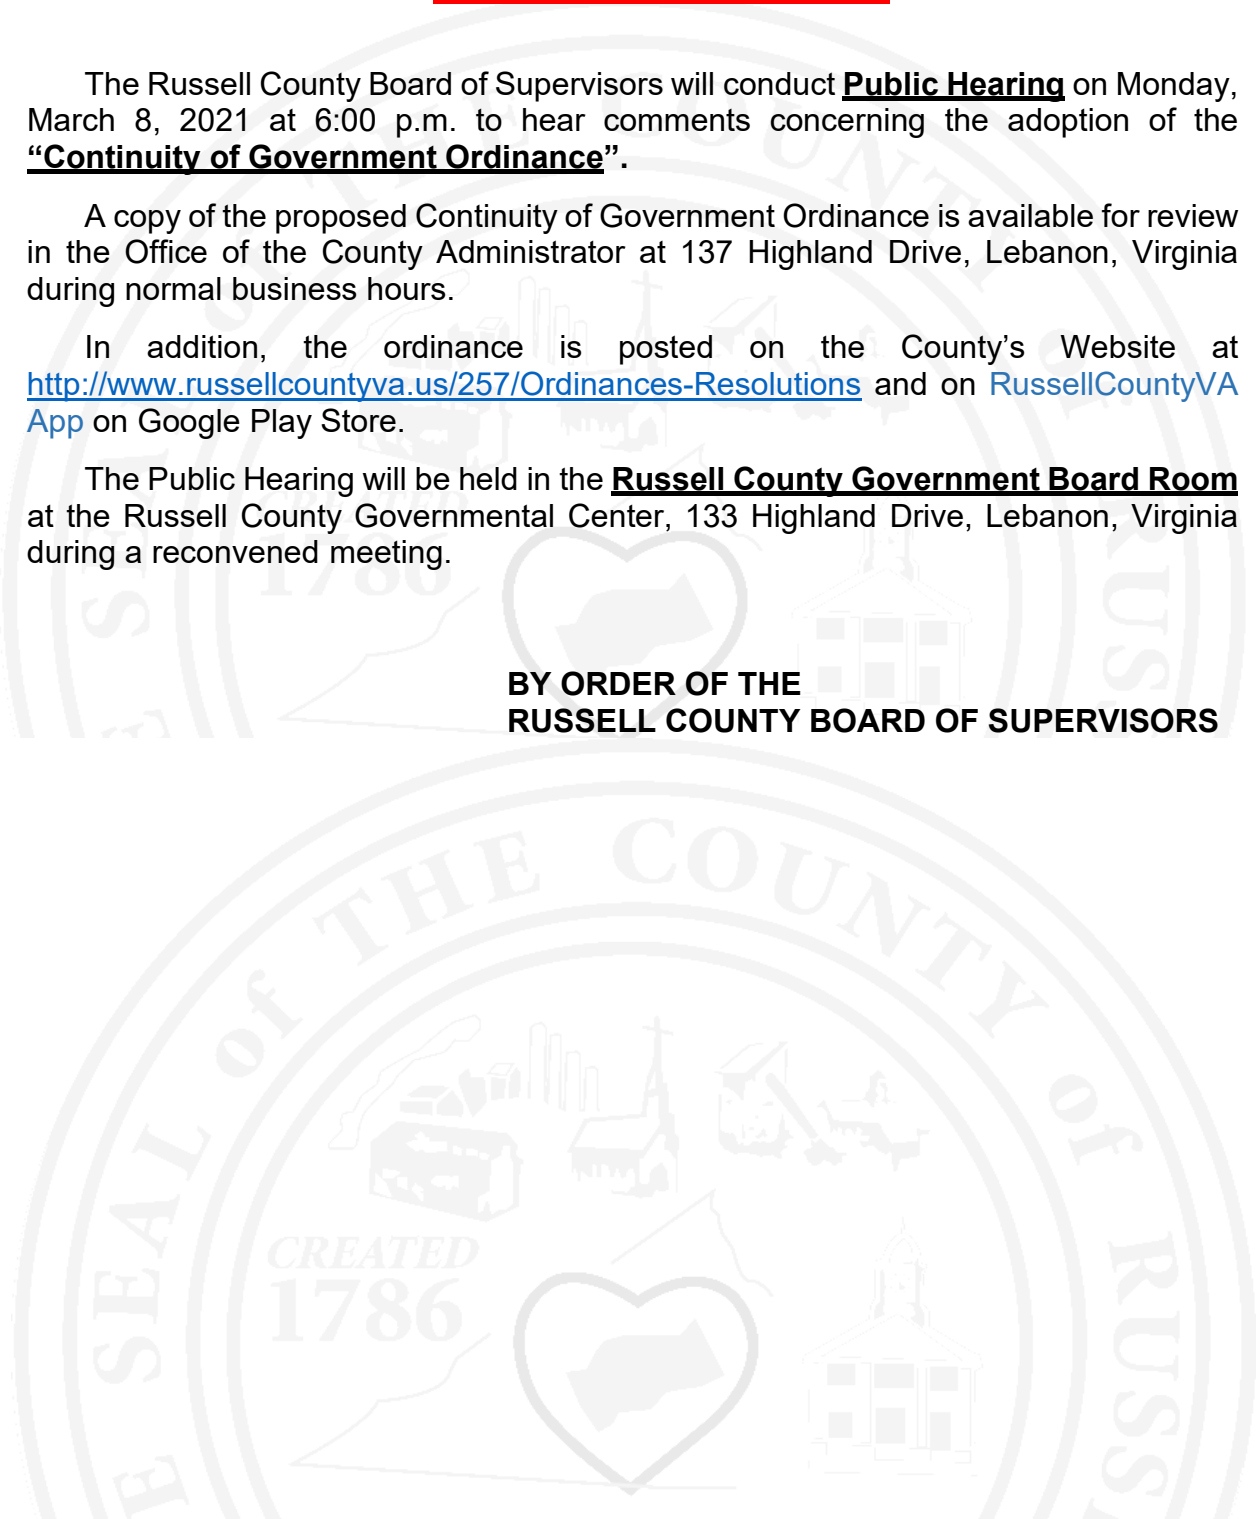 The Russell County Board of Supervisors will conduct Public Hearing on Monday,
March 8, 2021 at 6:00 p.m. to hear comments concerning the adoption of the
“Continuity of Government Ordinance”.
A copy of the proposed Continuity of Government Ordinance is available for review
in the Office of the County Administrator at 137 Highland Drive, Lebanon, Virginia
during normal business hours.
In addition, the ordinance is posted on the County’s Website at
http://www.russellcountyva.us/257/Ordinances-Resolutions and on RussellCountyVA
App on Google Play Store.
The Public Hearing will be held in the Russell County Government Board Room
at the Russell County Governmental Center, 133 Highland Drive, Lebanon, Virginia
during a reconvened meeting.
CREATED
1786
BY ORDER OF THE
RUSSELL COUNTY BOARD OF SUPERVISORS
SEAL of THE COUNTY of
CREATED
1786